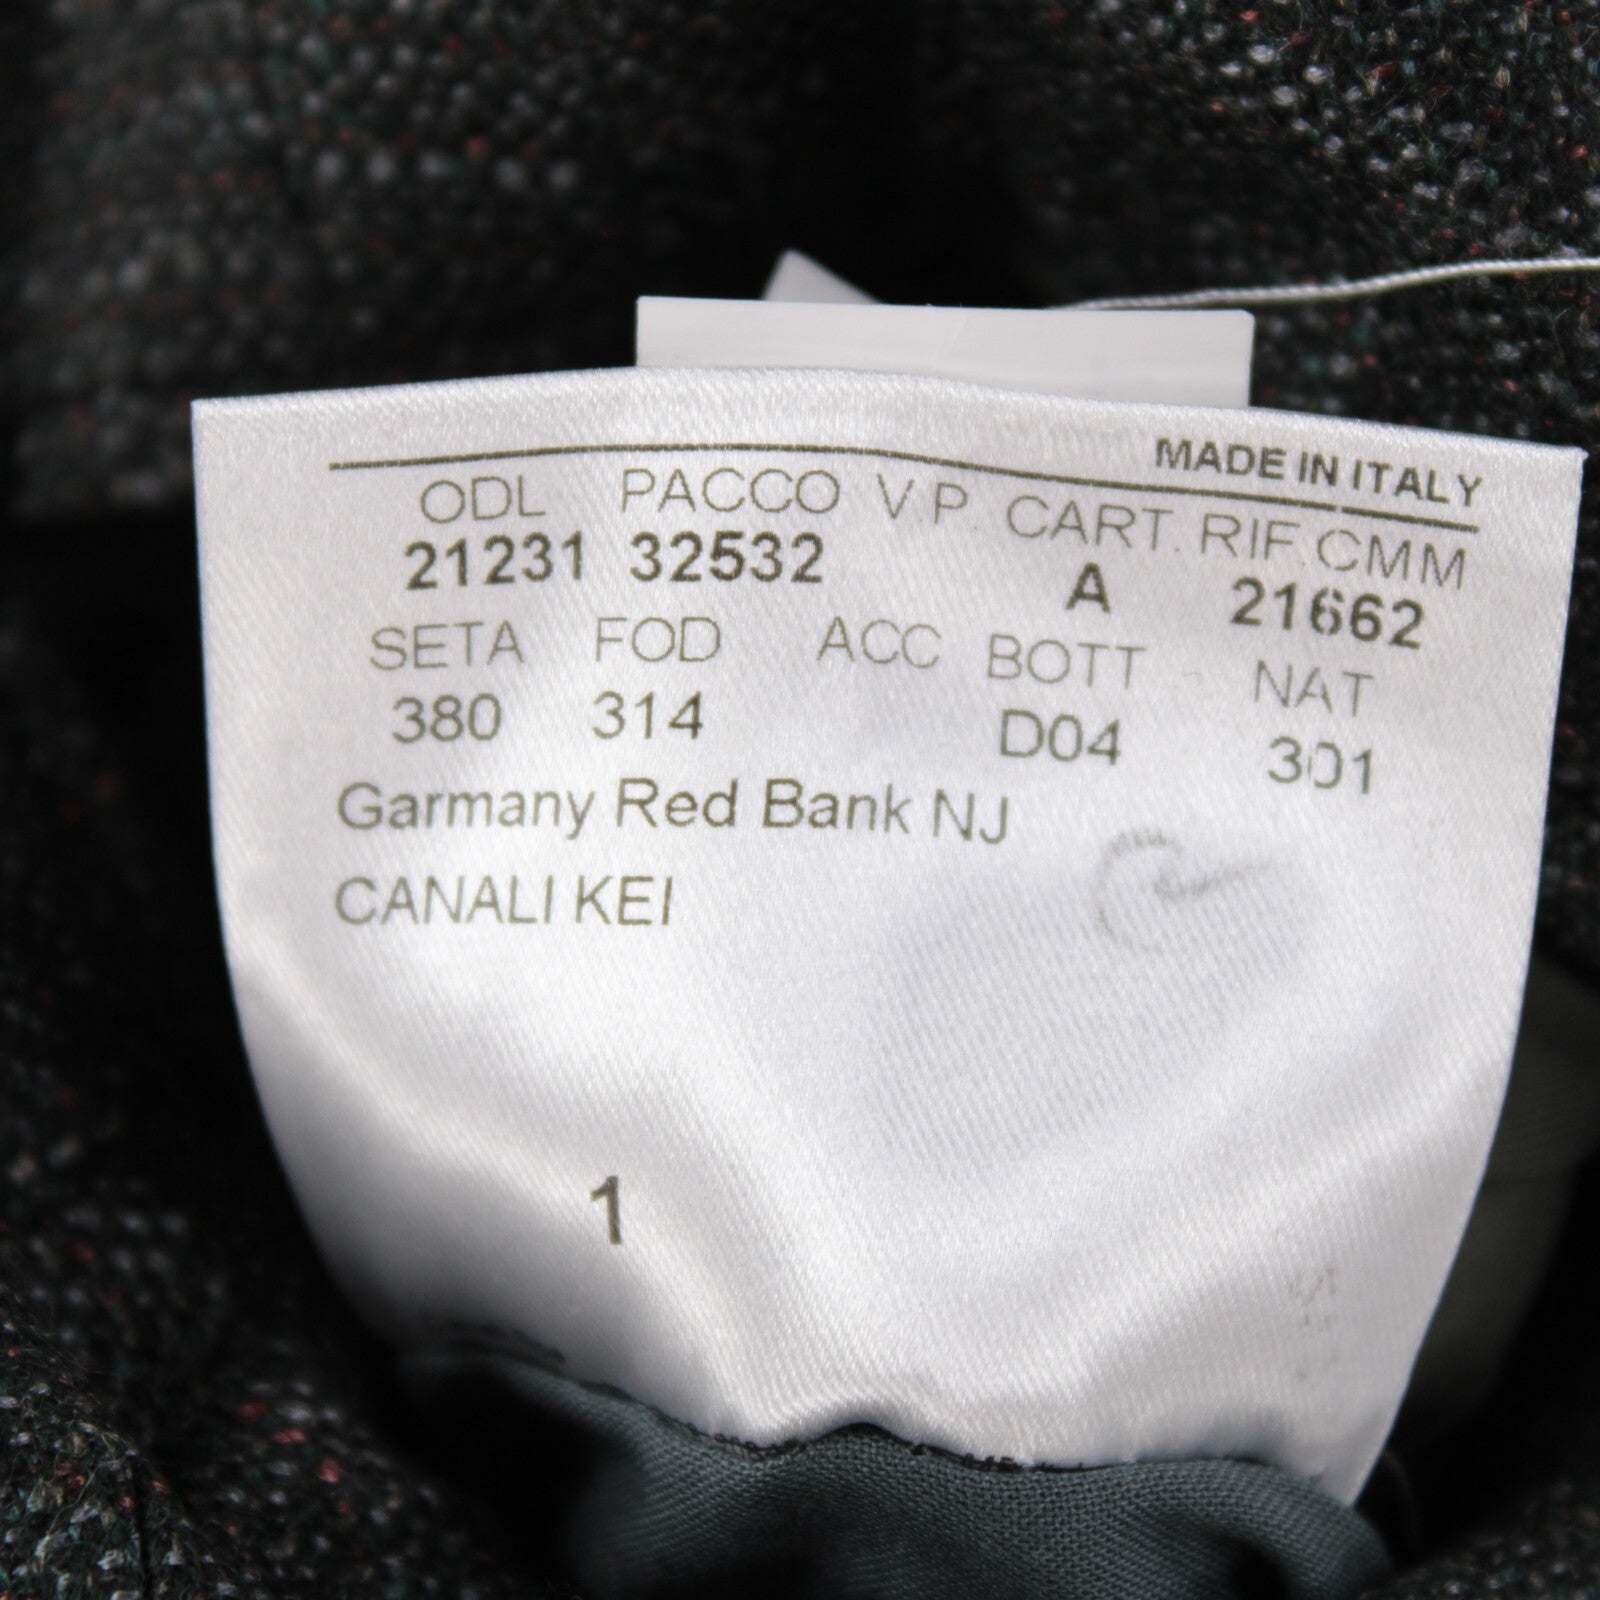 MADE IN ITALY
ODL PACCO V.P. CART. RIF.CMM
21231 32532 A 21662
SETA FOD ACC BOTT NAT
380 314 D04 301
Garmany Red Bank NJ
CANALI KEI
1